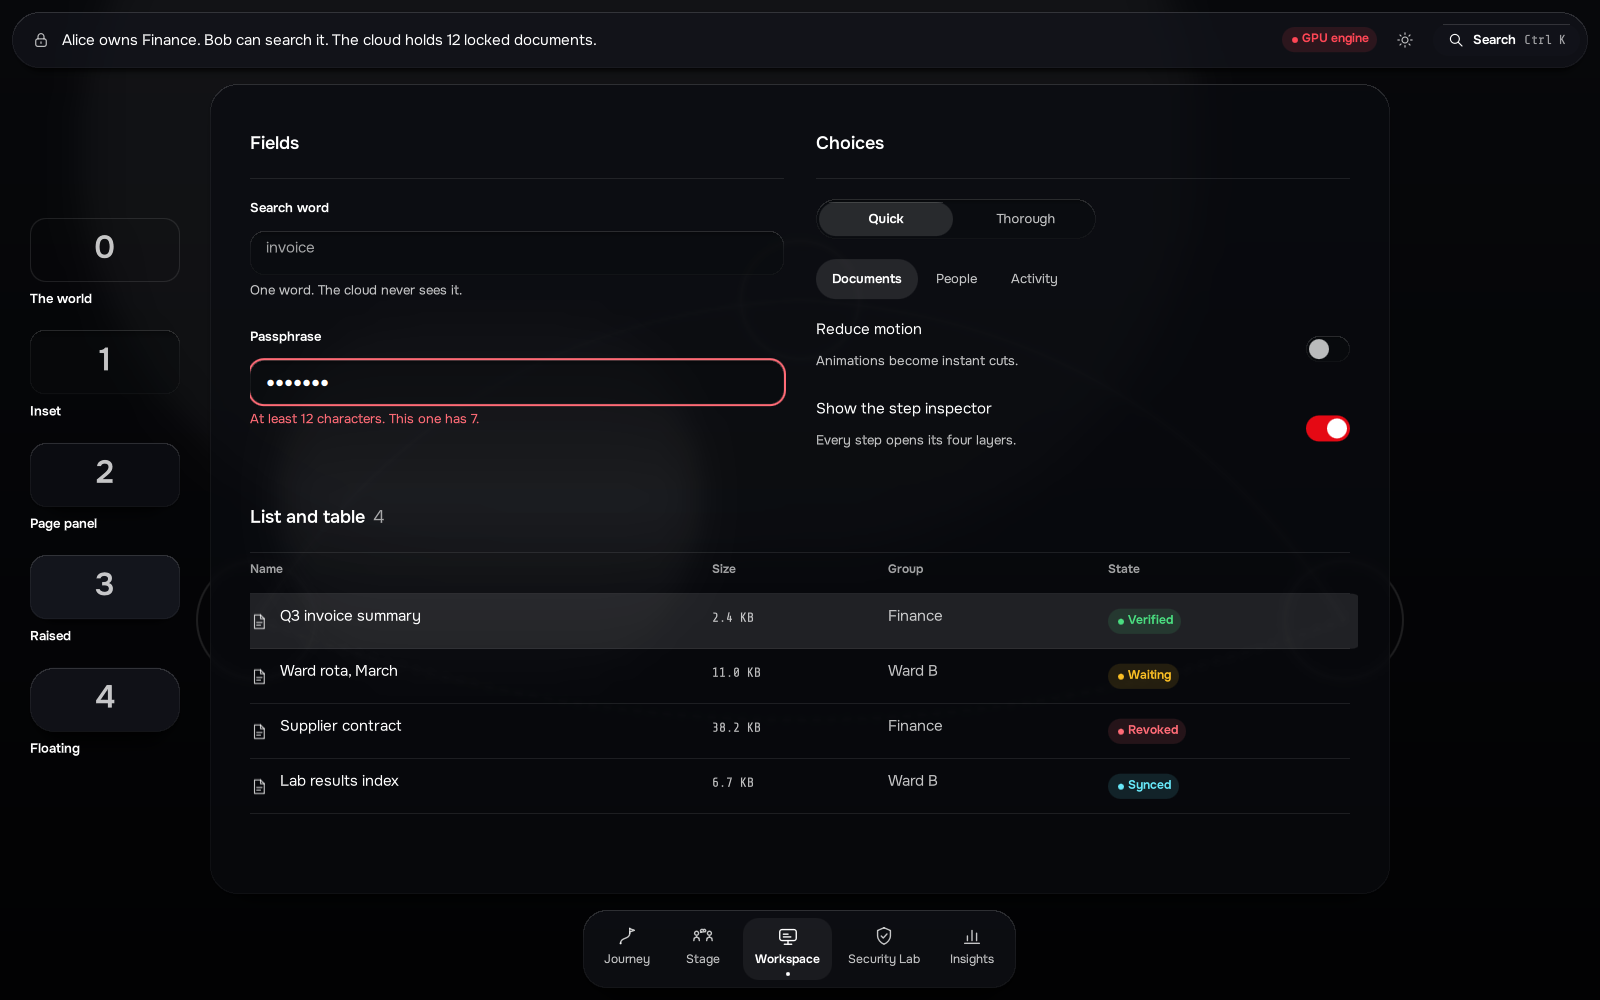 Alice owns Finance. Bob can search it. The cloud holds 12 locked documents.
GPU engine
Search Ctrl K
0
The world
1
Inset
2
Page panel
3
Raised
4
Floating
Fields
Search word
invoice
One word. The cloud never sees it.
Passphrase
•••••••
At least 12 characters. This one has 7.
Choices
Quick Thorough
Documents People Activity
Reduce motion
Animations become instant cuts.
Show the step inspector
Every step opens its four layers.
List and table 4
Name Size Group State
Q3 invoice summary 2.4 KB Finance Verified
Ward rota, March 11.0 KB Ward B Waiting
Supplier contract 38.2 KB Finance Revoked
Lab results index 6.7 KB Ward B Synced
Journey Stage Workspace Security Lab Insights